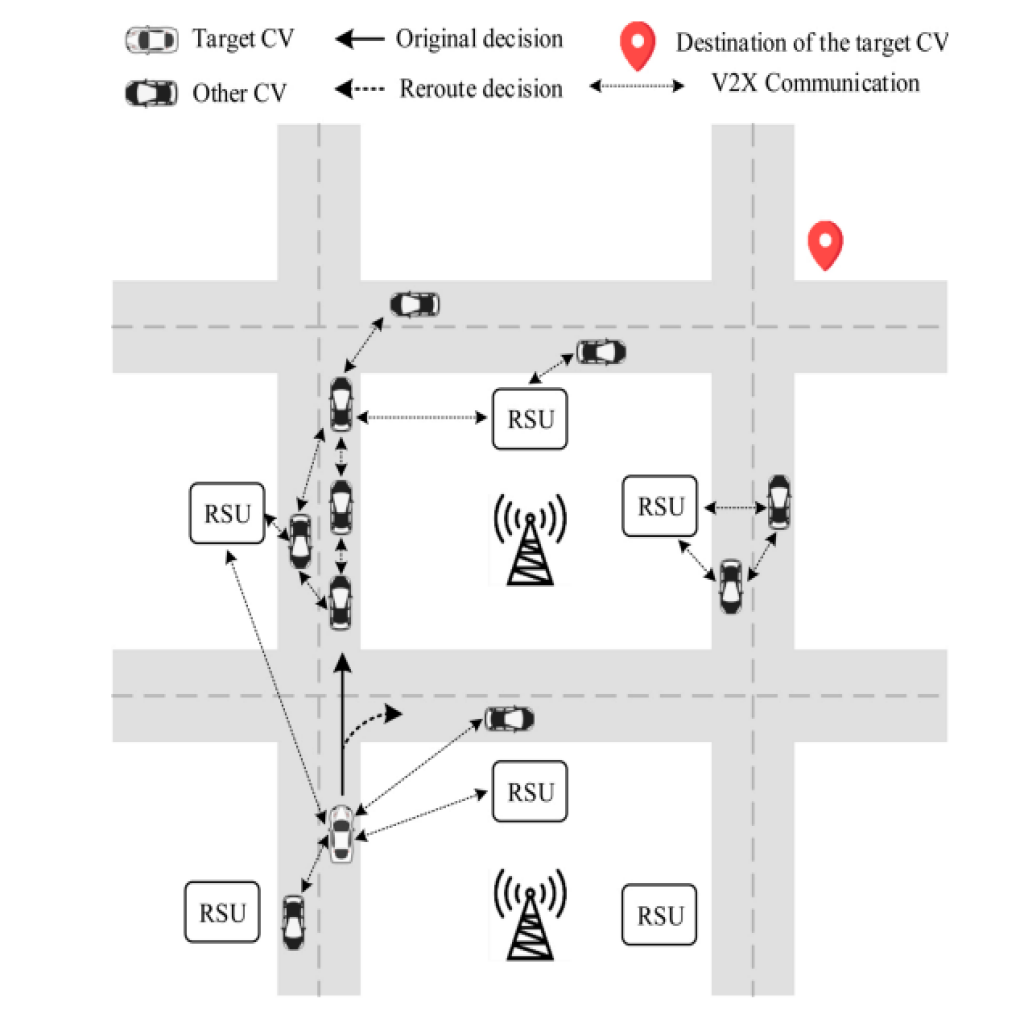 Target CV
Original decision
Destination of the target CV
Other CV
Reroute decision
V2X Communication
RSU
RSU
RSU
RSU
RSU
RSU